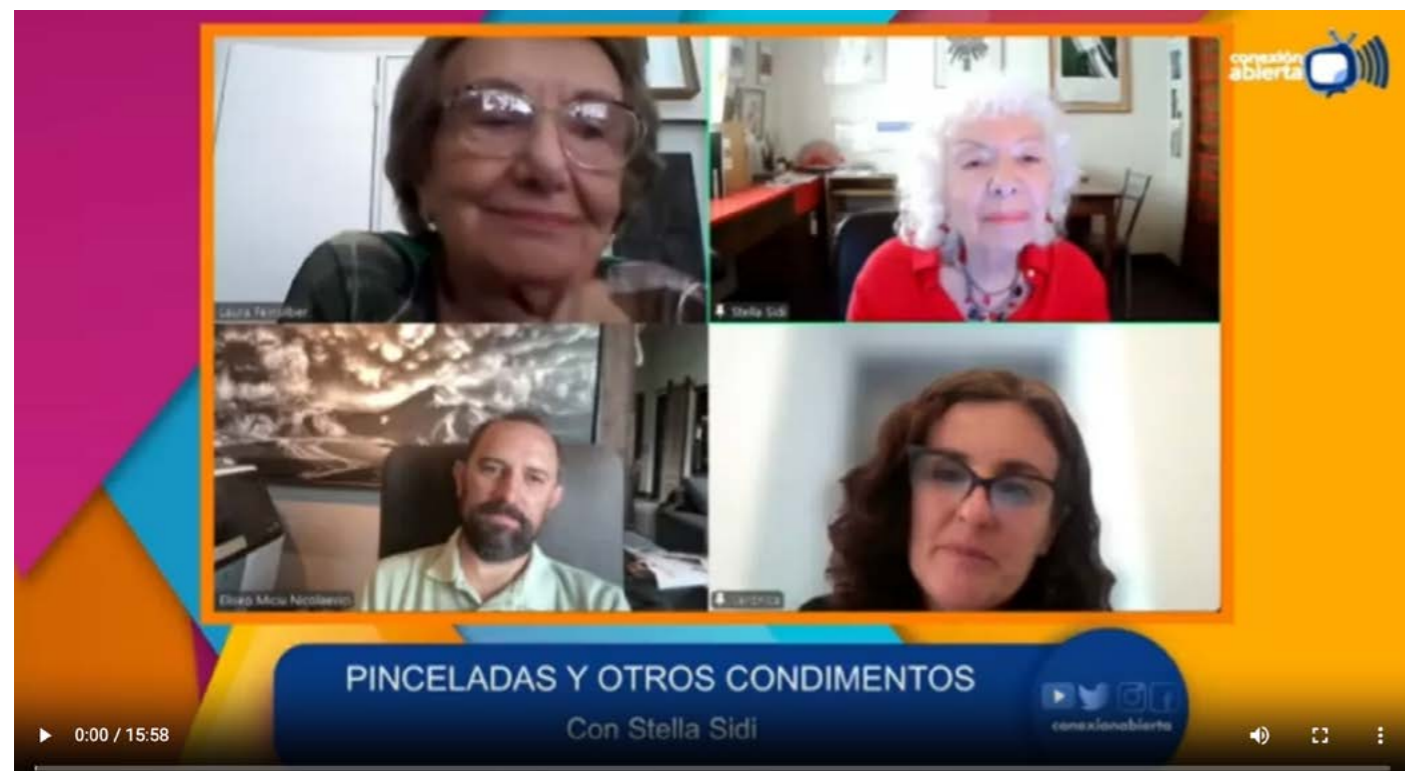 conexión
abierta
Laura
Stella Sidi
Eliseo Miciu Nicolaevici
PINCELADAS Y OTROS CONDIMENTOS
Con Stella Sidi
conexionabierta
0:00 / 15:58